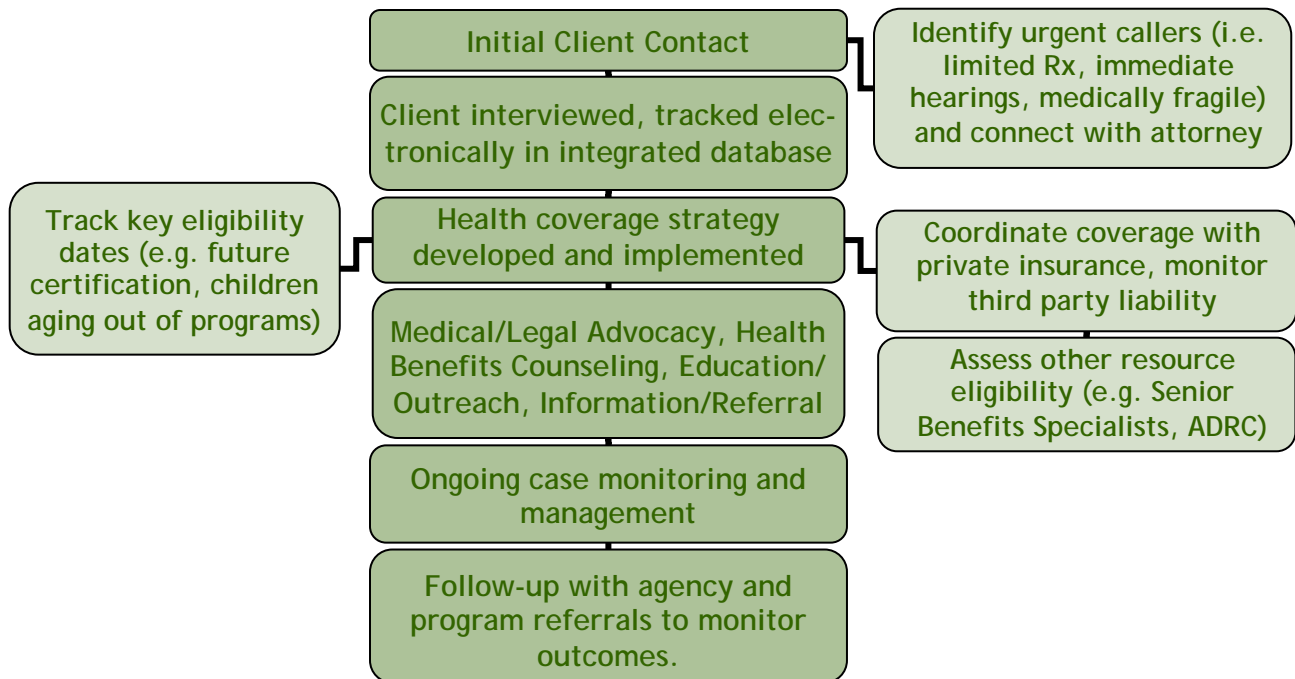 Initial Client Contact
Identify urgent callers (i.e.
limited Rx, immediate
hearings, medically fragile)
and connect with attorney
Client interviewed, tracked elec-
tronically in integrated database
Track key eligibility
dates (e.g. future
certification, children
aging out of programs)
Health coverage strategy
developed and implemented
Coordinate coverage with
private insurance, monitor
third party liability
Medical/Legal Advocacy, Health
Benefits Counseling, Education/
Outreach, Information/Referral
Assess other resource
eligibility (e.g. Senior
Benefits Specialists, ADRC)
Ongoing case monitoring and
management
Follow-up with agency and
program referrals to monitor
outcomes.